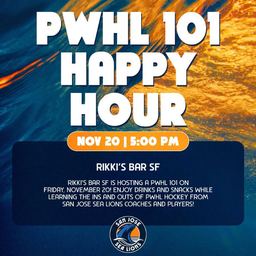 PWHL 101
HAPPY
HOUR
NOV 20 | 5:00 PM
RIKKI'S BAR SF
RIKKI'S BAR SF IS HOSTING A PWHL 101 ON
FRIDAY, NOVEMBER 20! ENJOY DRINKS AND SNACKS WHILE
LEARNING THE INS AND OUTS OF PWHL HOCKEY FROM
SAN JOSE SEA LIONS COACHES AND PLAYERS!
SAN JOSE
SEA LIONS